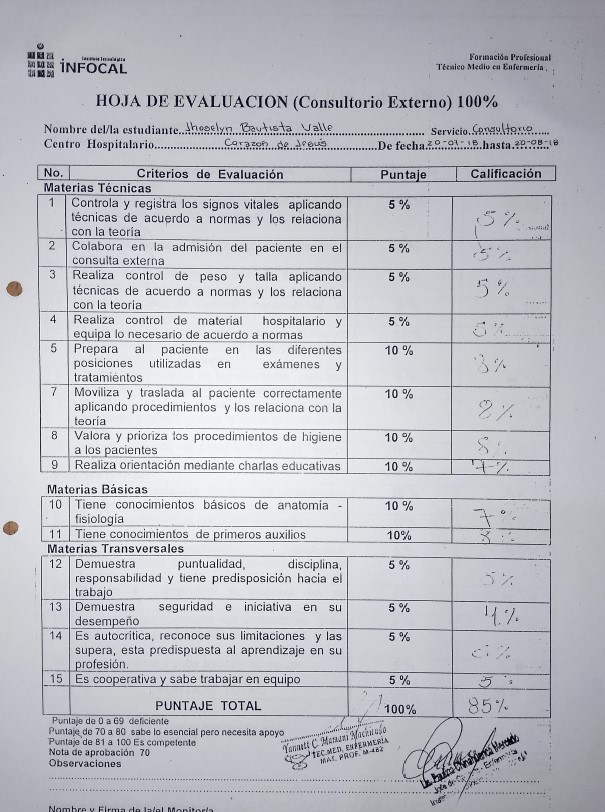 Instituto Tecnológico
INFOCAL
Formación Profesional
Técnico Medio en Enfermería
HOJA DE EVALUACION (Consultorio Externo) 100%
Nombre del/la estudiante. Jhoselyn Bautista Valle Servicio. Consultorio
Centro Hospitalario Corazon de Jesus De fecha 20-07-18 hasta 20-08-18
No. Criterios de Evaluación Puntaje Calificación
Materias Técnicas
1 Controla y registra los signos vitales aplicando técnicas de acuerdo a normas y los relaciona con la teoría 5 % 5 %
2 Colabora en la admisión del paciente en el consulta externa 5 % 5 %
3 Realiza control de peso y talla aplicando técnicas de acuerdo a normas y los relaciona con la teoría 5 % 5 %
4 Realiza control de material hospitalario y equipa lo necesario de acuerdo a normas 5 %
5 Prepara al paciente en las diferentes posiciones utilizadas en exámenes y tratamientos 10 % 8 %
7 Moviliza y traslada al paciente correctamente aplicando procedimientos y los relaciona con la teoría 10 % 8 %
8 Valora y prioriza los procedimientos de higiene a los pacientes 10 % 8 %
9 Realiza orientación mediante charlas educativas 10 % 7 %
Materias Básicas
10 Tiene conocimientos básicos de anatomía - fisiología 10 % 7 %
11 Tiene conocimientos de primeros auxilios 10% 8 %
Materias Transversales
12 Demuestra puntualidad, disciplina, responsabilidad y tiene predisposición hacia el trabajo 5 % 5 %
13 Demuestra seguridad e iniciativa en su desempeño 5 % 4 %
14 Es autocrítica, reconoce sus limitaciones y las supera, esta predispuesta al aprendizaje en su profesión. 5 %
15 Es cooperativa y sabe trabajar en equipo 5 % 5 %
PUNTAJE TOTAL 100% 85%
Puntaje de 0 a 69 deficiente
Puntaje de 70 a 80 sabe lo esencial pero necesita apoyo
Puntaje de 81 a 100 Es competente
Nota de aprobación 70
Observaciones
Yannett C. Mamani Machicado
TEC. MED. ENFERMERÍA
MAT. PROF. M-462
Nombre y Firma de la/el Monitor/a